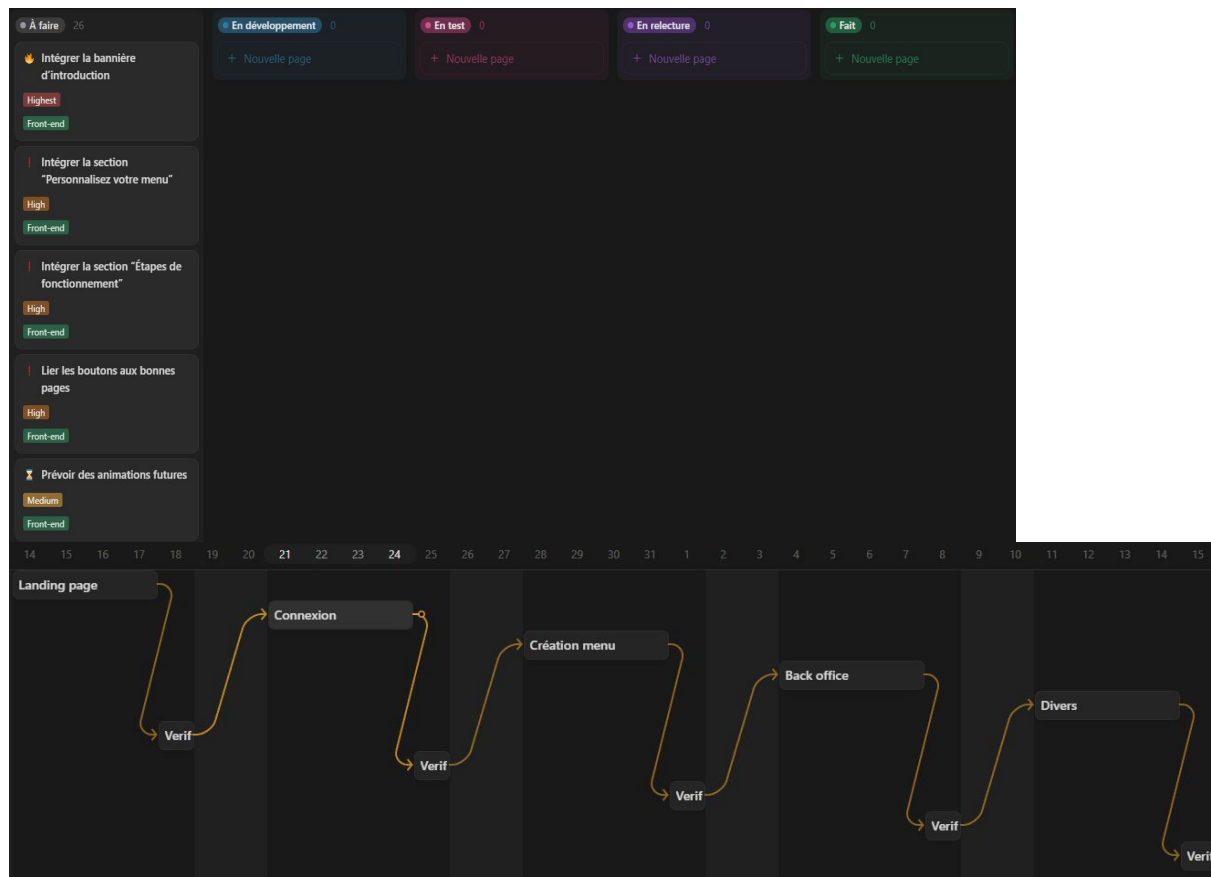 À faire 26
En développement 0
En test 0
En relecture 0
Fait 0
+ Nouvelle page
+ Nouvelle page
+ Nouvelle page
+ Nouvelle page
Intégrer la bannière
d'introduction
Highest
Front-end
Intégrer la section
"Personnalisez votre menu"
High
Front-end
Intégrer la section "Étapes de
fonctionnement"
High
Front-end
Lier les boutons aux bonnes
pages
High
Front-end
Prévoir des animations futures
Medium
Front-end
14 15 16 17 18 19 20 21 22 23 24 25 26 27 28 29 30 31 1 2 3 4 5 6 7 8 9 10 11 12 13 14 15
Landing page
Connexion
Création menu
Back office
Divers
Verif
Verif
Verif
Verif
Verif